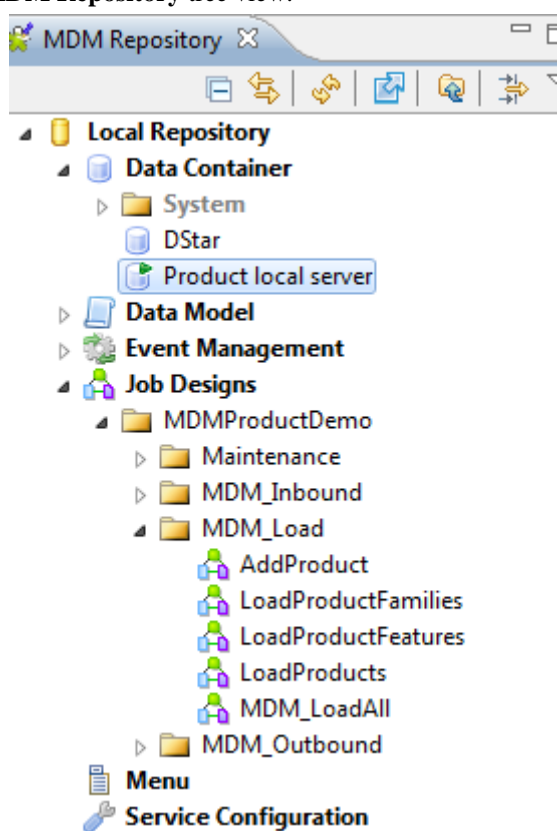 MDM Repository tree view.
MDM Repository
Local Repository
Data Container
System
DStar
Product local server
Data Model
Event Management
Job Designs
MDMProductDemo
Maintenance
MDM_Inbound
MDM_Load
AddProduct
LoadProductFamilies
LoadProductFeatures
LoadProducts
MDM_LoadAll
MDM_Outbound
Menu
Service Configuration